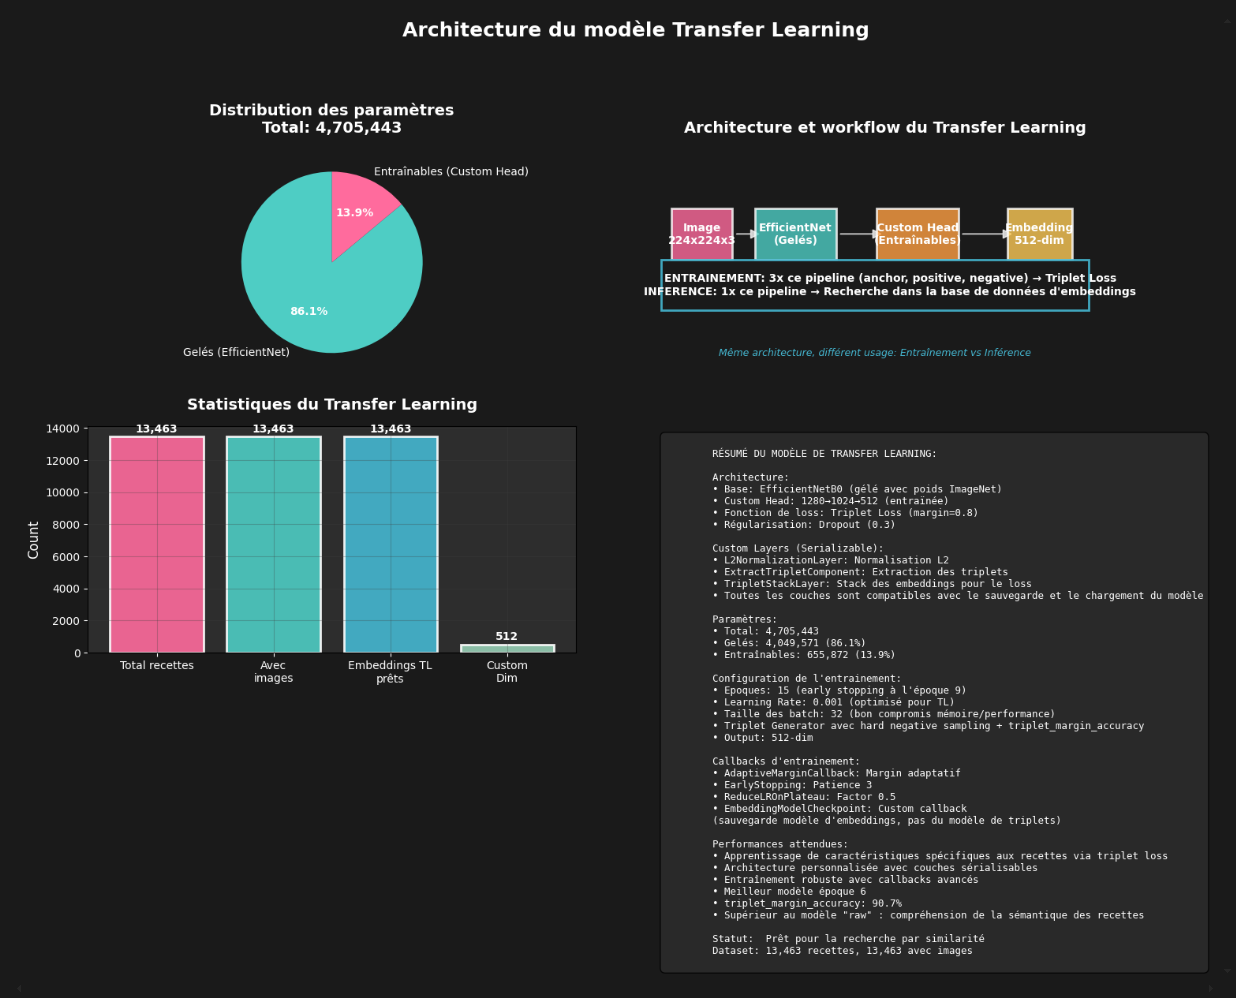 Architecture du modèle Transfer Learning
Distribution des paramètres
Total: 4,705,443
Entraînables (Custom Head)
13.9%
86.1%
Gelés (EfficientNet)
Architecture et workflow du Transfer Learning
Image
224x224x3
EfficientNet
(Gelés)
Custom Head
(Entraînables)
Embedding
512-dim
ENTRAINEMENT: 3x ce pipeline (anchor, positive, negative) → Triplet Loss
INFERENCE: 1x ce pipeline → Recherche dans la base de données d'embeddings
Même architecture, différent usage: Entraînement vs Inférence
Statistiques du Transfer Learning
Count
14000
12000
10000
8000
6000
4000
2000
0
13,463
13,463
13,463
512
Total recettes
Avec
images
Embeddings TL
prêts
Custom
Dim
RÉSUMÉ DU MODÈLE DE TRANSFER LEARNING:
Architecture:
• Base: EfficientNetB0 (gélé avec poids ImageNet)
• Custom Head: 1280→1024→512 (entrainée)
• Fonction de loss: Triplet Loss (margin=0.8)
• Régularisation: Dropout (0.3)
Custom Layers (Serializable):
• L2NormalizationLayer: Normalisation L2
• ExtractTripletComponent: Extraction des triplets
• TripletStackLayer: Stack des embeddings pour le loss
• Toutes les couches sont compatibles avec le sauvegarde et le chargement du modèle
Paramètres:
• Total: 4,705,443
• Gelés: 4,049,571 (86.1%)
• Entraînables: 655,872 (13.9%)
Configuration de l'entrainement:
• Epoques: 15 (early stopping à l'époque 9)
• Learning Rate: 0.001 (optimisé pour TL)
• Taille des batch: 32 (bon compromis mémoire/performance)
• Triplet Generator avec hard negative sampling + triplet_margin_accuracy
• Output: 512-dim
Callbacks d'entrainement:
• AdaptiveMarginCallback: Margin adaptatif
• EarlyStopping: Patience 3
• ReduceLROnPlateau: Factor 0.5
• EmbeddingModelCheckpoint: Custom callback
(sauvegarde modèle d'embeddings, pas du modèle de triplets)
Performances attendues:
• Apprentissage de caractéristiques spécifiques aux recettes via triplet loss
• Architecture personnalisée avec couches sérialisables
• Entraînement robuste avec callbacks avancés
• Meilleur modèle époque 6
• triplet_margin_accuracy: 90.7%
• Supérieur au modèle "raw" : compréhension de la sémantique des recettes
Statut:  Prêt pour la recherche par similarité
Dataset: 13,463 recettes, 13,463 avec images